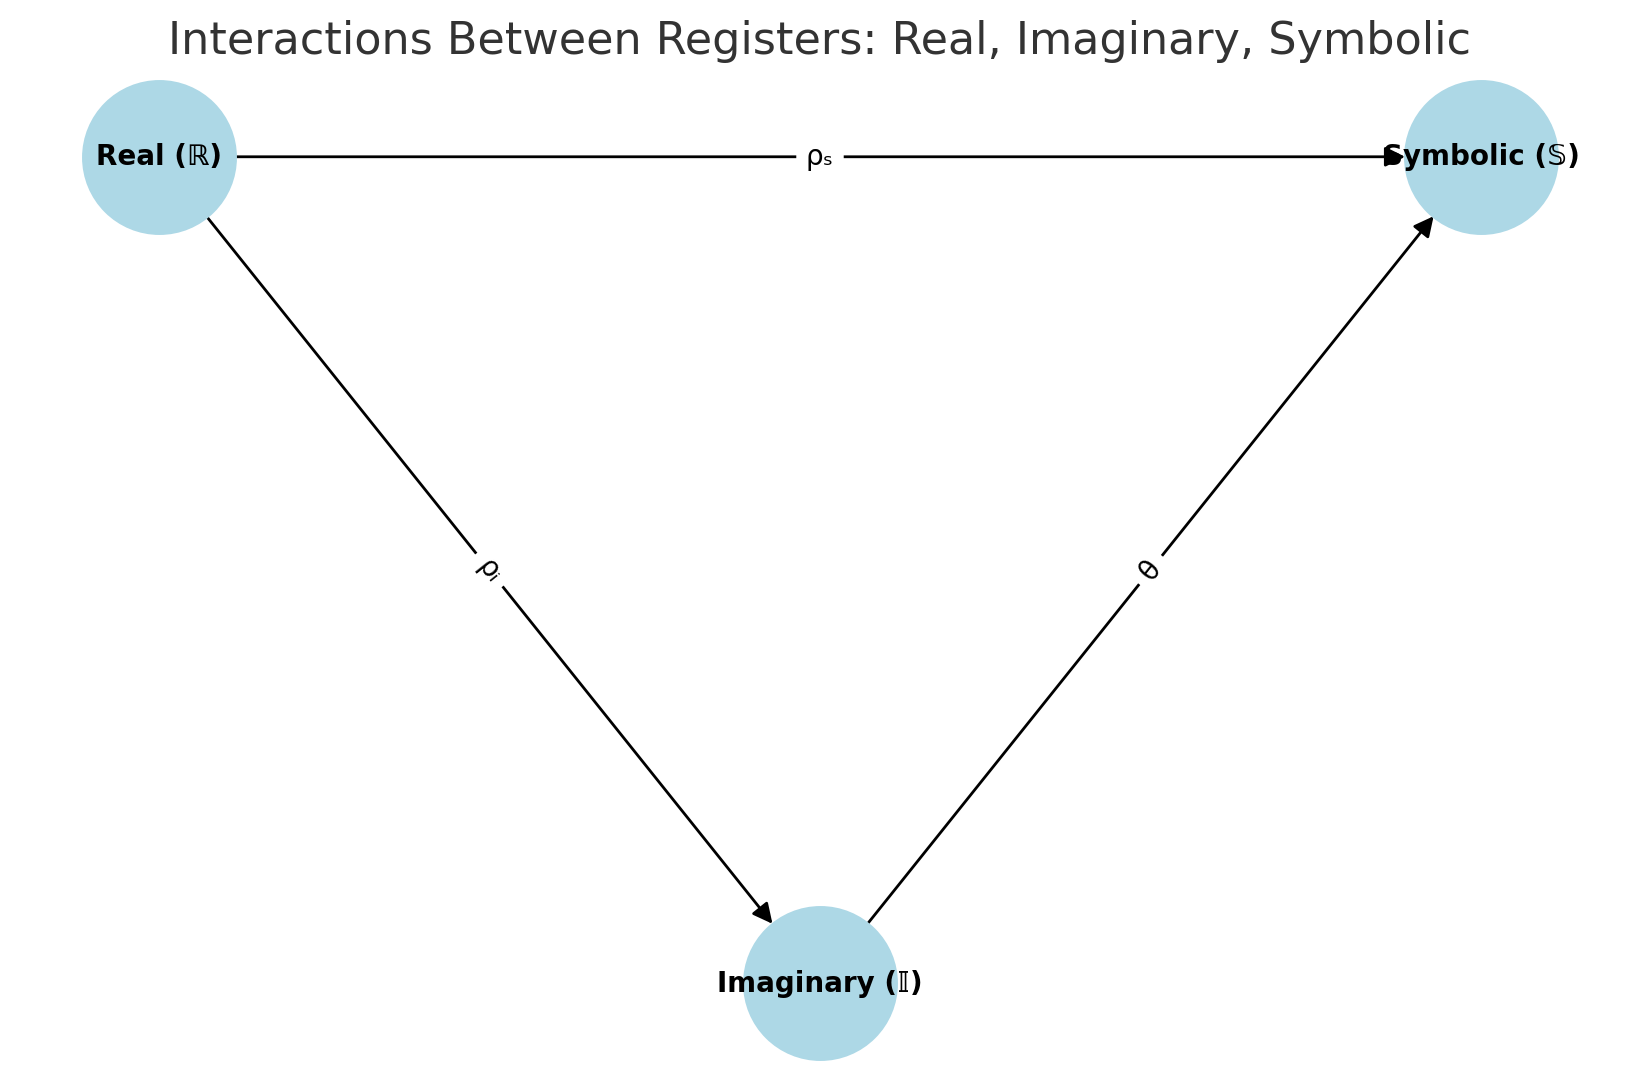 Interactions Between Registers: Real, Imaginary, Symbolic
Real (ℝ)
ρₛ
Symbolic (𝕊)
ρᵢ
θ
Imaginary (𝕀)